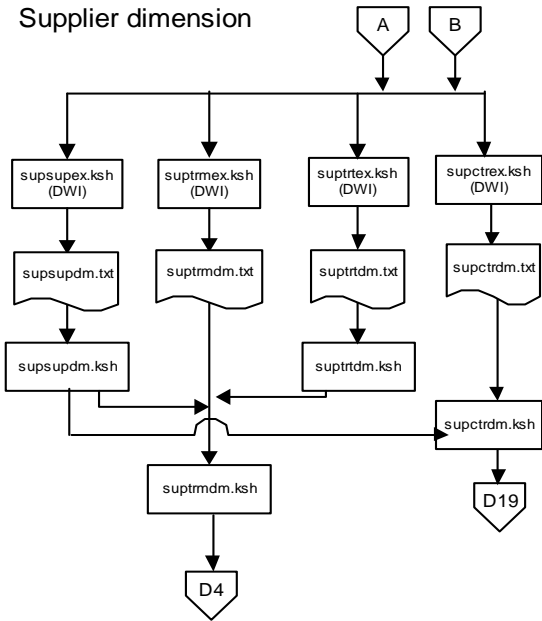 Supplier dimension
A
B
supsupex.ksh
(DWI)
suptrmex.ksh
(DWI)
suptrtex.ksh
(DWI)
supctrex.ksh
(DWI)
supsupdm.txt
suptrmdm.txt
suptrtdm.txt
supctrdm.txt
supsupdm.ksh
suptrtdm.ksh
supctrdm.ksh
suptrmdm.ksh
D19
D4